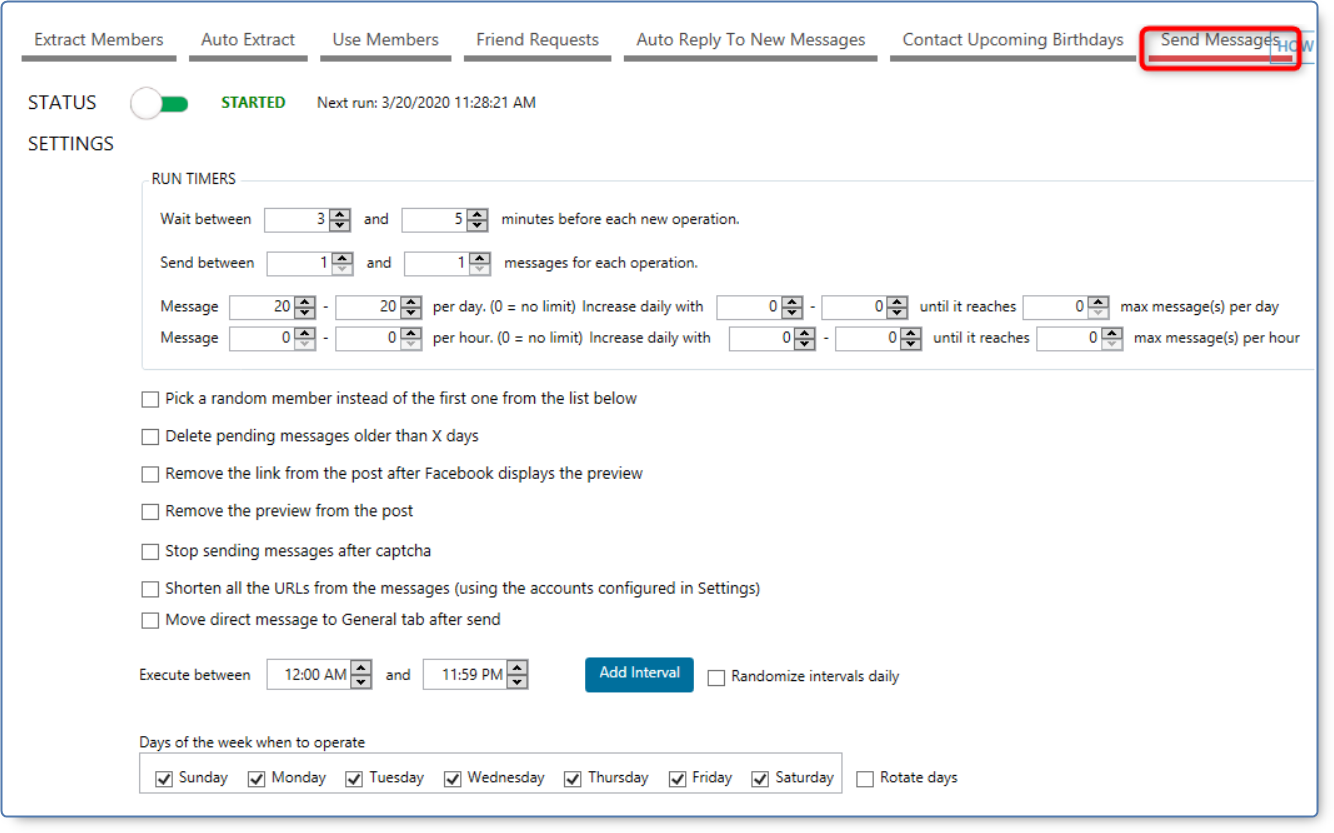 Extract Members Auto Extract Use Members Friend Requests Auto Reply To New Messages Contact Upcoming Birthdays Send Messages HOW
STATUS STARTED Next run: 3/20/2020 11:28:21 AM
SETTINGS
RUN TIMERS
Wait between 3 and 5 minutes before each new operation.
Send between 1 and 1 messages for each operation.
Message 20 - 20 per day. (0 = no limit) Increase daily with 0 - 0 until it reaches 0 max message(s) per day
Message 0 - 0 per hour. (0 = no limit) Increase daily with 0 - 0 until it reaches 0 max message(s) per hour
Pick a random member instead of the first one from the list below
Delete pending messages older than X days
Remove the link from the post after Facebook displays the preview
Remove the preview from the post
Stop sending messages after captcha
Shorten all the URLs from the messages (using the accounts configured in Settings)
Move direct message to General tab after send
Execute between 12:00 AM and 11:59 PM Add Interval Randomize intervals daily
Days of the week when to operate
Sunday Monday Tuesday Wednesday Thursday Friday Saturday Rotate days